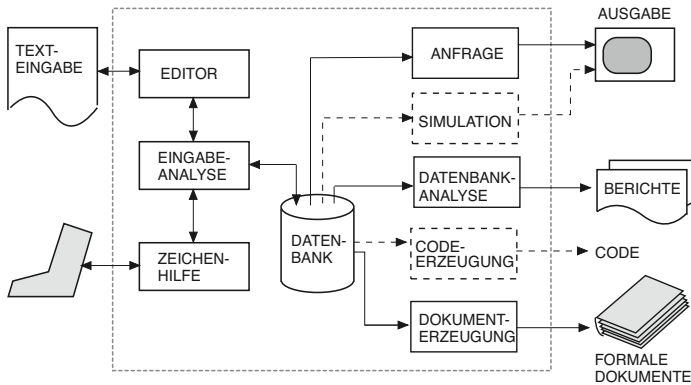 AUSGABE
TEXT-
EINGABE
EDITOR
ANFRAGE
SIMULATION
EINGABE-
ANALYSE
DATENBANK-
ANALYSE
BERICHTE
DATEN-
BANK
CODE-
ERZEUGUNG
CODE
ZEICHEN-
HILFE
DOKUMENT-
ERZEUGUNG
FORMALE
DOKUMENTE